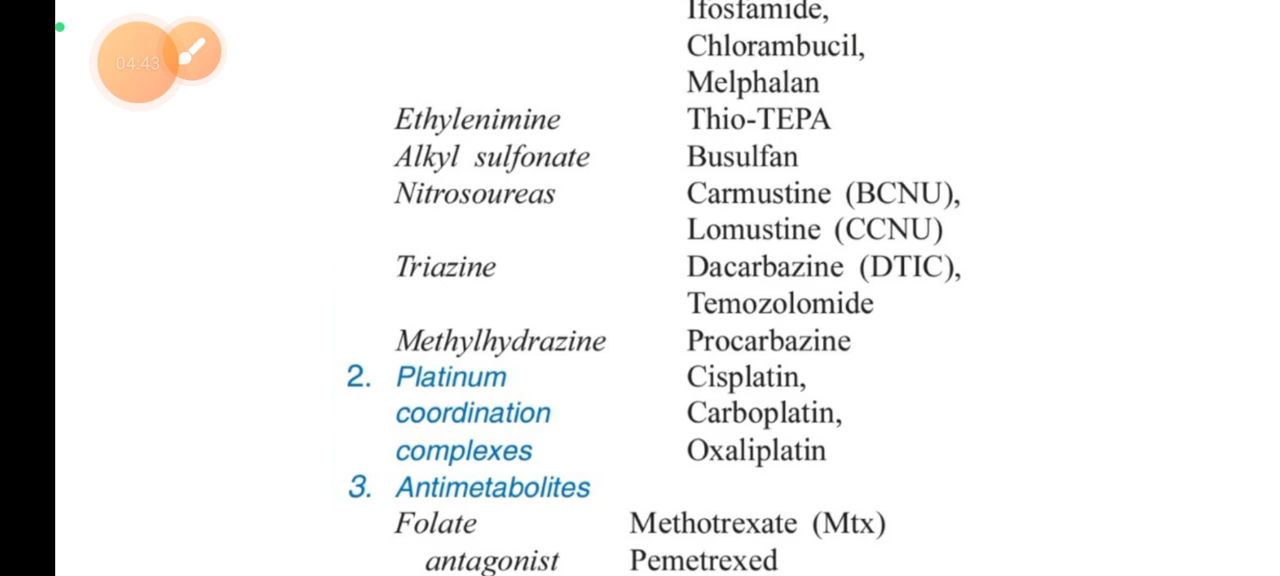 04:43
Ifosfamide,
Chlorambucil,
Melphalan
Ethylenimine Thio-TEPA
Alkyl sulfonate Busulfan
Nitrosoureas Carmustine (BCNU),
Lomustine (CCNU)
Triazine Dacarbazine (DTIC),
Temozolomide
Methylhydrazine Procarbazine
2. Platinum Cisplatin,
coordination Carboplatin,
complexes Oxaliplatin
3. Antimetabolites
Folate Methotrexate (Mtx)
antagonist Pemetrexed